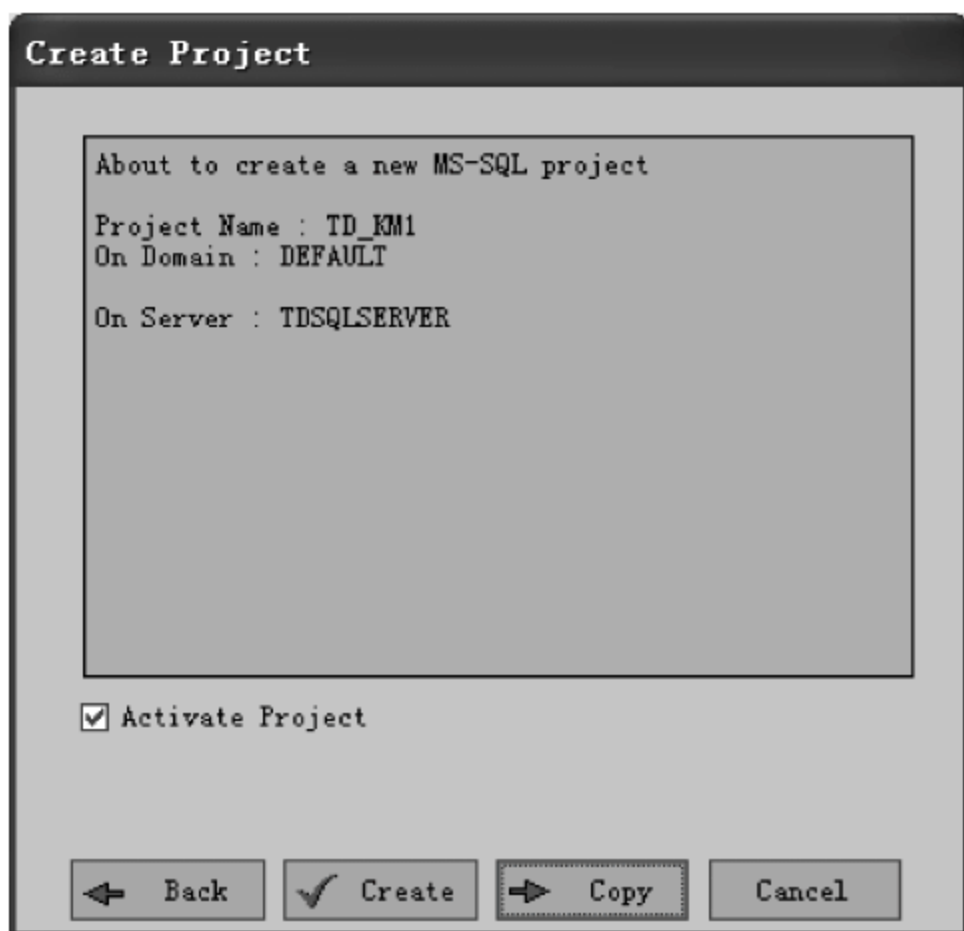 Create Project
About to create a new MS-SQL project
Project Name : TD_KM1
On Domain : DEFAULT
On Server : TDSQLSERVER
Activate Project
Back Create Copy Cancel